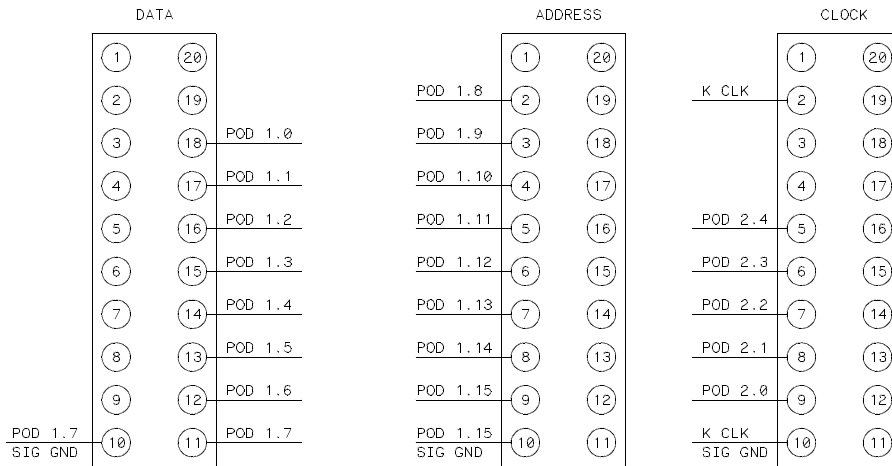 DATA ADDRESS CLOCK
1 20 1 20 1 20
2 19 POD 1.8 2 19 K CLK 2 19
3 18 POD 1.0 POD 1.9 3 18 3 18
4 17 POD 1.1 POD 1.10 4 17 4 17
5 16 POD 1.2 POD 1.11 5 16 POD 2.4 5 16
6 15 POD 1.3 POD 1.12 6 15 POD 2.3 6 15
7 14 POD 1.4 POD 1.13 7 14 POD 2.2 7 14
8 13 POD 1.5 POD 1.14 8 13 POD 2.1 8 13
9 12 POD 1.6 POD 1.15 9 12 POD 2.0 9 12
POD 1.7 10 11 POD 1.7 POD 1.15 10 11 K CLK 10 11
SIG GND SIG GND SIG GND